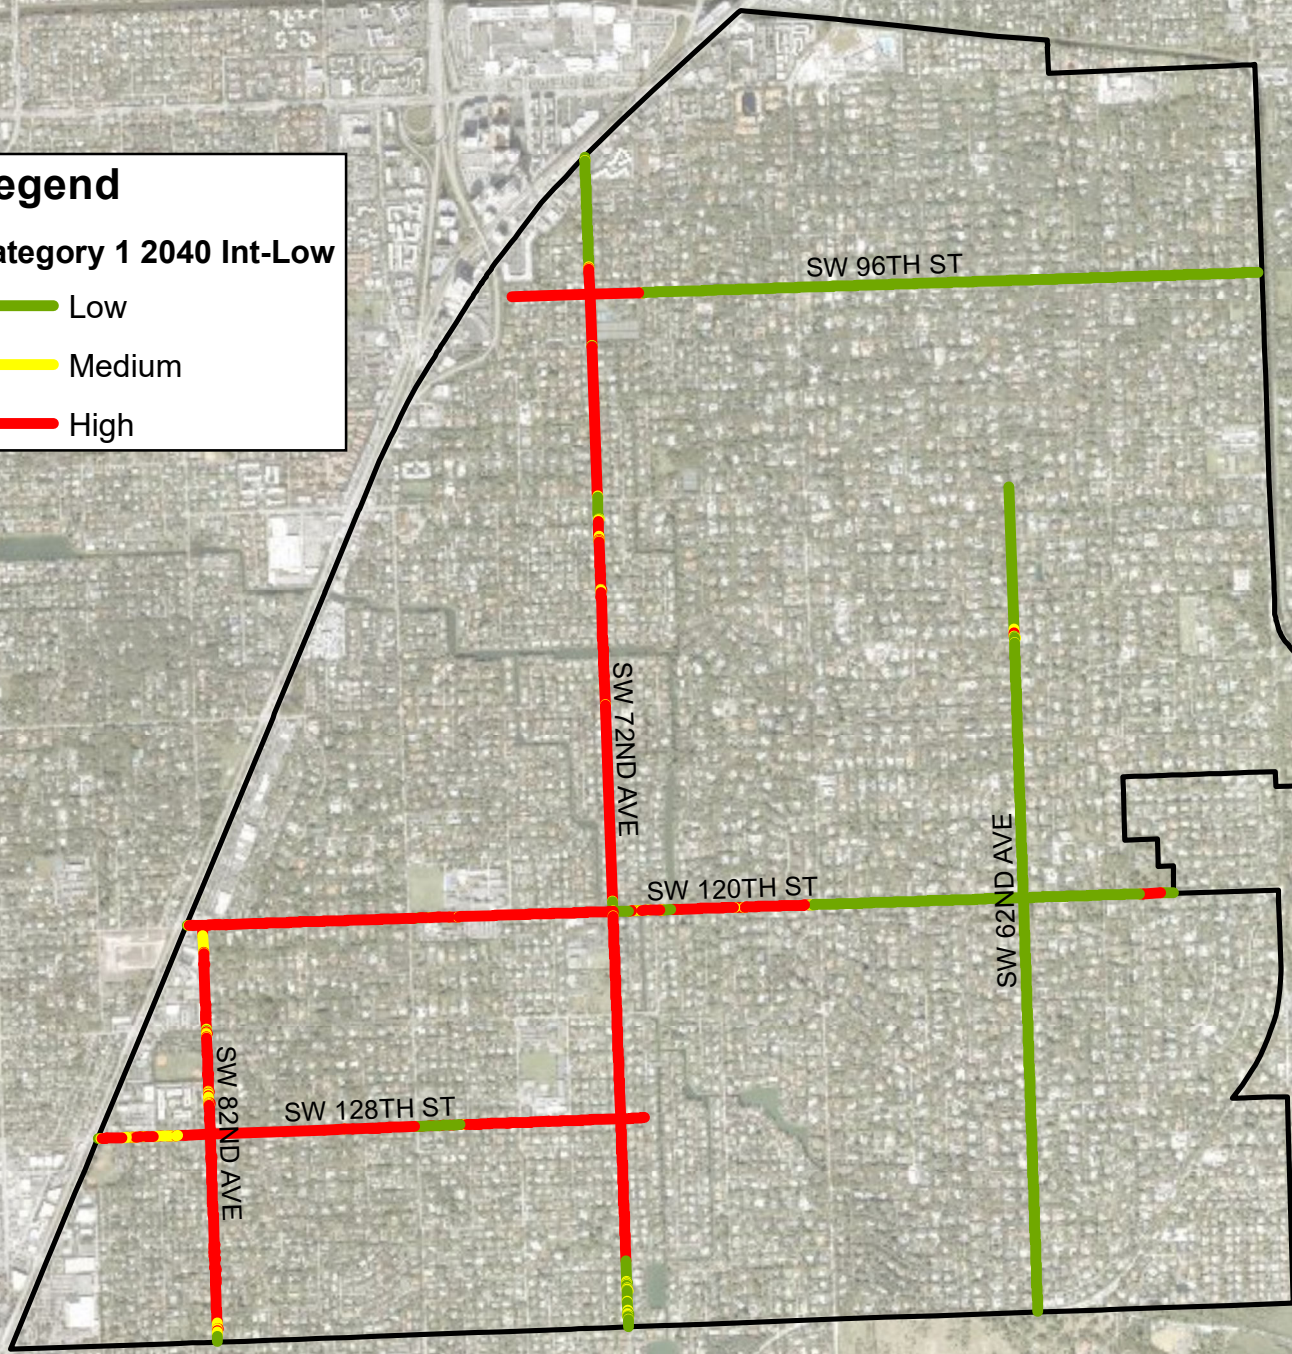 egend
ategory 1 2040 Int-Low
Low
Medium
High
SW 96TH ST
SW 72ND AVE
SW 62ND AVE
SW 120TH ST
SW 82ND AVE
SW 128TH ST